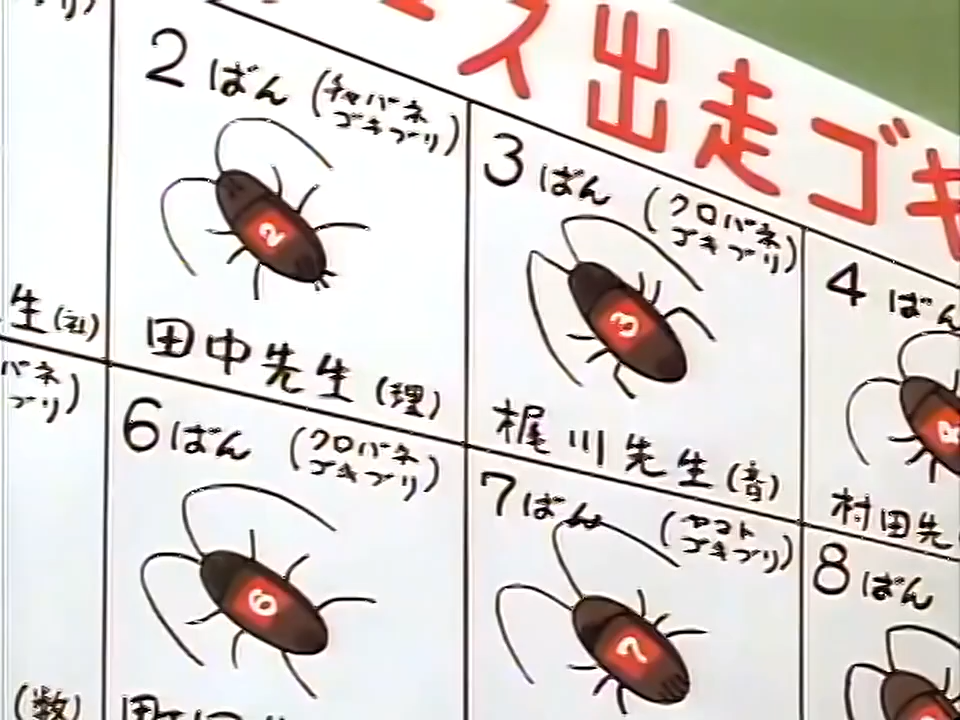 ス出走ゴキ
2ばん(チャバネ
ゴキブリ)
2
田中先生(理)
3ばん(クロバネ
ゴキブリ)
3
梶川先生(音)
4ばん
4
村田先
生(社)
バネ
ブリ)
(数)
6ばん(クロバネ
ゴキブリ)
6
7ばん(ヤマト
ゴキブリ)
7
8ばん